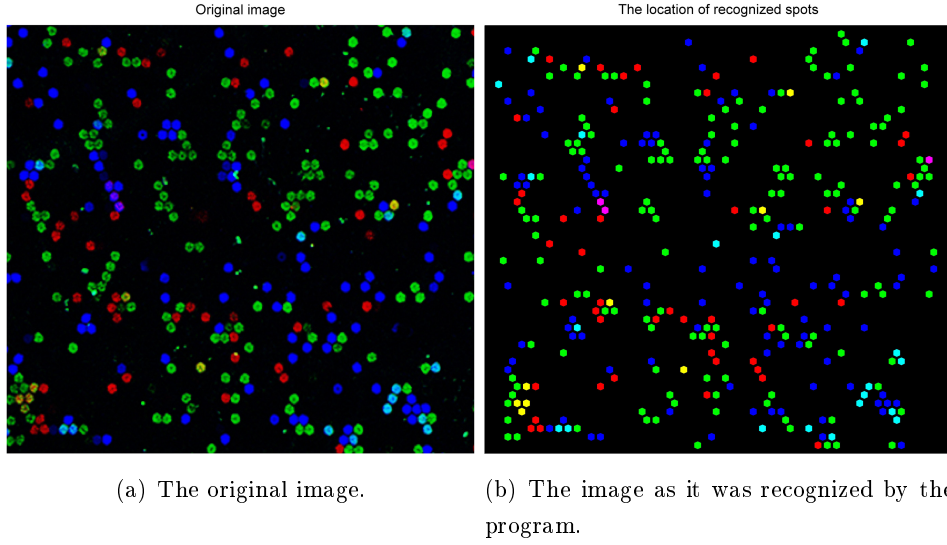 Original image
The location of recognized spots
(a) The original image.
(b) The image as it was recognized by the
program.